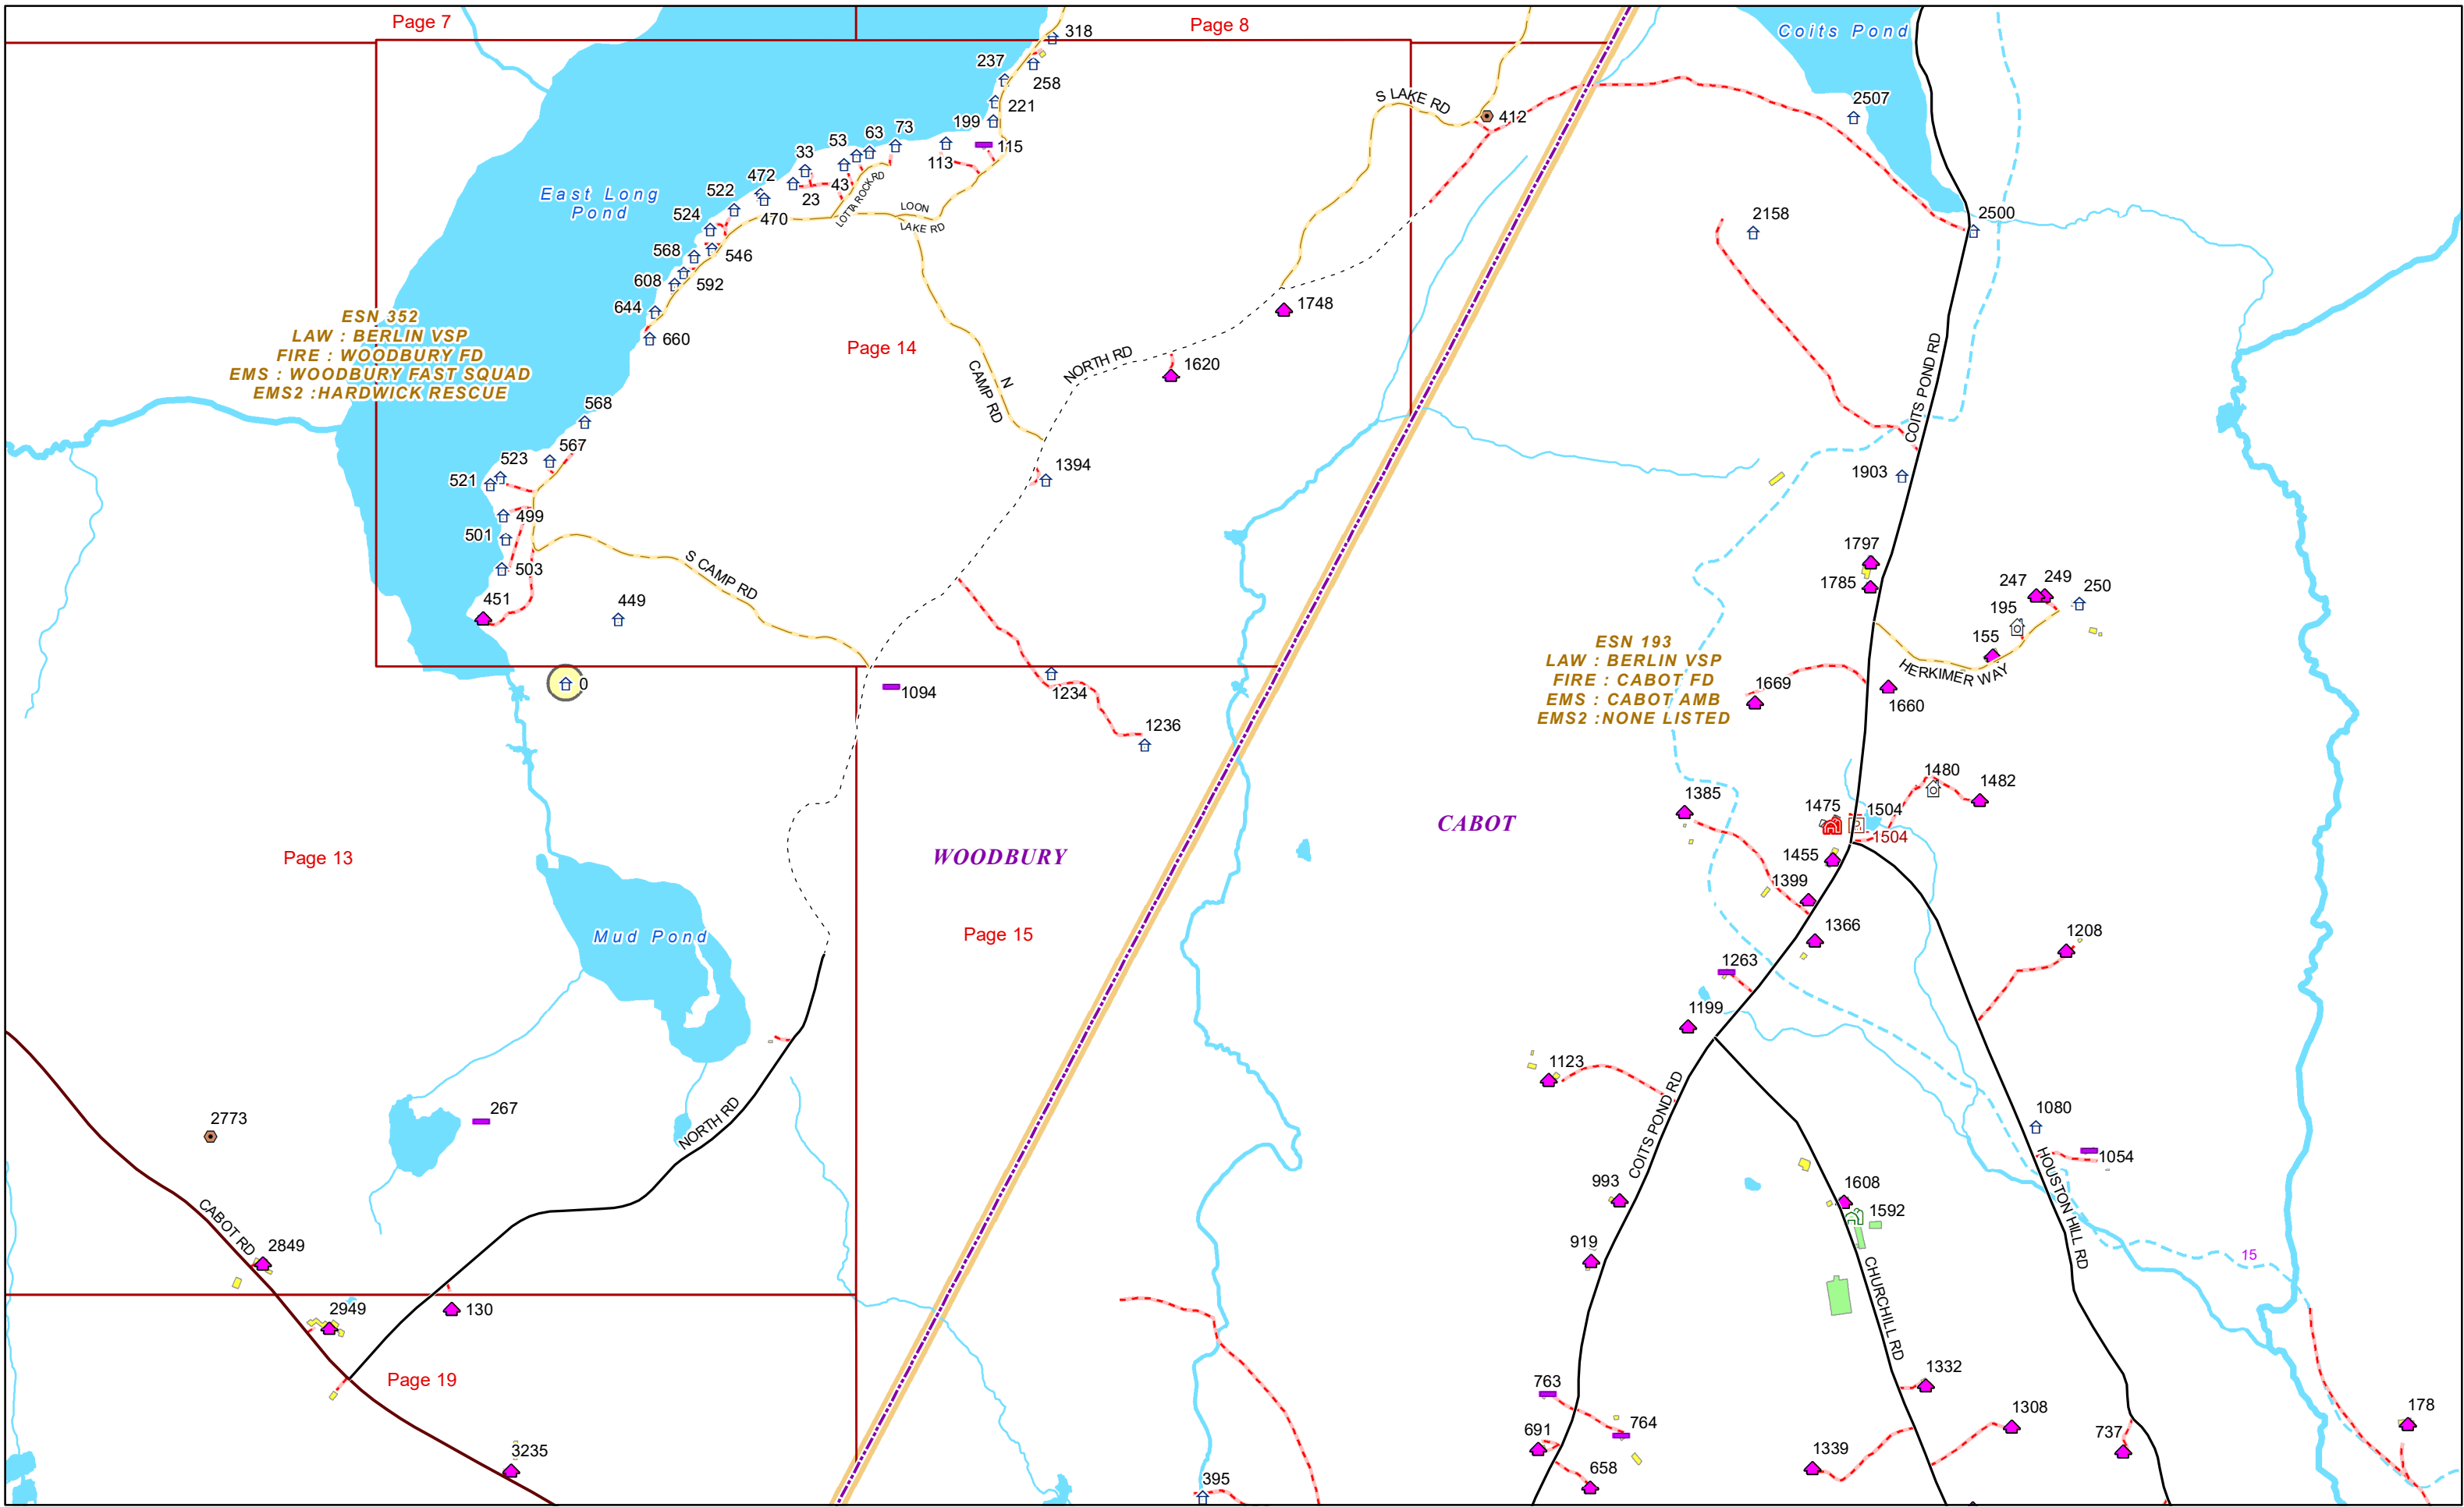 Page 7
Page 8
Coits Pond
318
237
258
221
S LAKE RD
412
2507
199
115
53
63
73
33
113
472
43
LOTTA ROCK RD
23
522
East Long
Pond
470
LOON
LAKE RD
524
2158
2500
568
546
608
592
644
1748
660
ESN 352
LAW : BERLIN VSP
FIRE : WOODBURY FD
EMS : WOODBURY FAST SQUAD
EMS2 :HARDWICK RESCUE
Page 14
NORTH RD
1620
N
CAMP RD
COITS POND RD
568
567
523
521
1394
1903
499
501
503
S CAMP RD
1797
1785
247
249
250
195
155
451
449
HERKIMER WAY
ESN 193
LAW : BERLIN VSP
FIRE : CABOT FD
EMS : CABOT AMB
EMS2 :NONE LISTED
0
1094
1234
1669
1660
1236
1480
1482
1385
1475
1504
1504
CABOT
WOODBURY
Page 13
1455
1399
1366
Mud Pond
Page 15
1208
1263
1199
1123
COITS POND RD
NORTH RD
267
2773
1080
1054
HOUSTON HILL RD
993
1608
1592
919
CHURCHILL RD
15
CABOT RD
2849
2949
130
Page 19
763
764
1332
1308
178
691
737
1339
658
3235
395